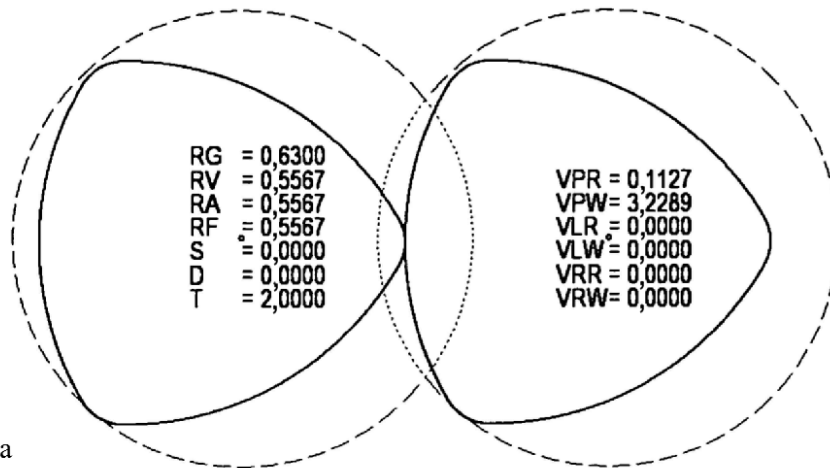 RG = 0,6300
RV = 0,5567
RA = 0,5567
RF = 0,5567
S = 0,0000
D = 0,0000
T = 2,0000
VPR = 0,1127
VPW= 3,2289
VLR = 0,0000
VLW= 0,0000
VRR = 0,0000
VRW= 0,0000
a